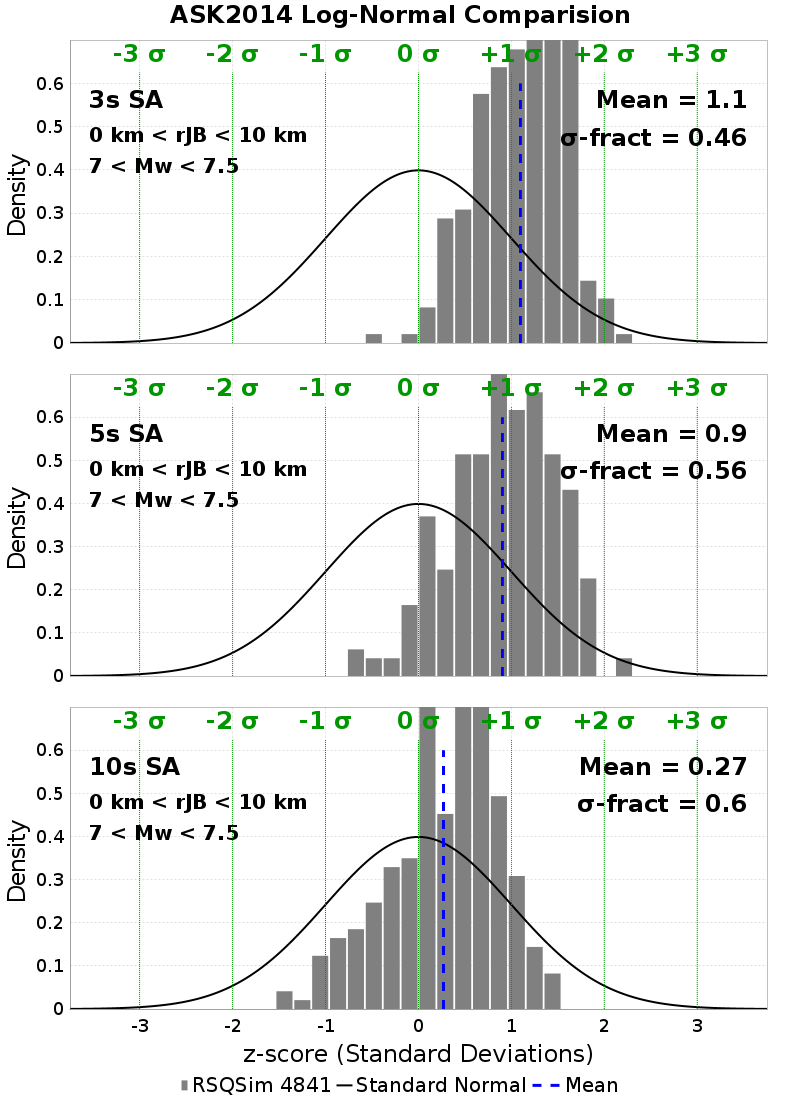 ASK2014 Log-Normal Comparision
-3 σ -2 σ -1 σ 0 σ +1 σ +2 σ +3 σ
3s SA
0 km < rJB < 10 km
7 < Mw < 7.5
Mean = 1.1
σ-fract = 0.46
Density
0.6
0.5
0.4
0.3
0.2
0.1
0
-3 σ -2 σ -1 σ 0 σ +1 σ +2 σ +3 σ
5s SA
0 km < rJB < 10 km
7 < Mw < 7.5
Mean = 0.9
σ-fract = 0.56
Density
0.6
0.5
0.4
0.3
0.2
0.1
0
-3 σ -2 σ -1 σ 0 σ +1 σ +2 σ +3 σ
10s SA
0 km < rJB < 10 km
7 < Mw < 7.5
Mean = 0.27
σ-fract = 0.6
Density
0.6
0.5
0.4
0.3
0.2
0.1
0
-3 -2 -1 0 1 2 3
z-score (Standard Deviations)
RSQSim 4841 Standard Normal Mean